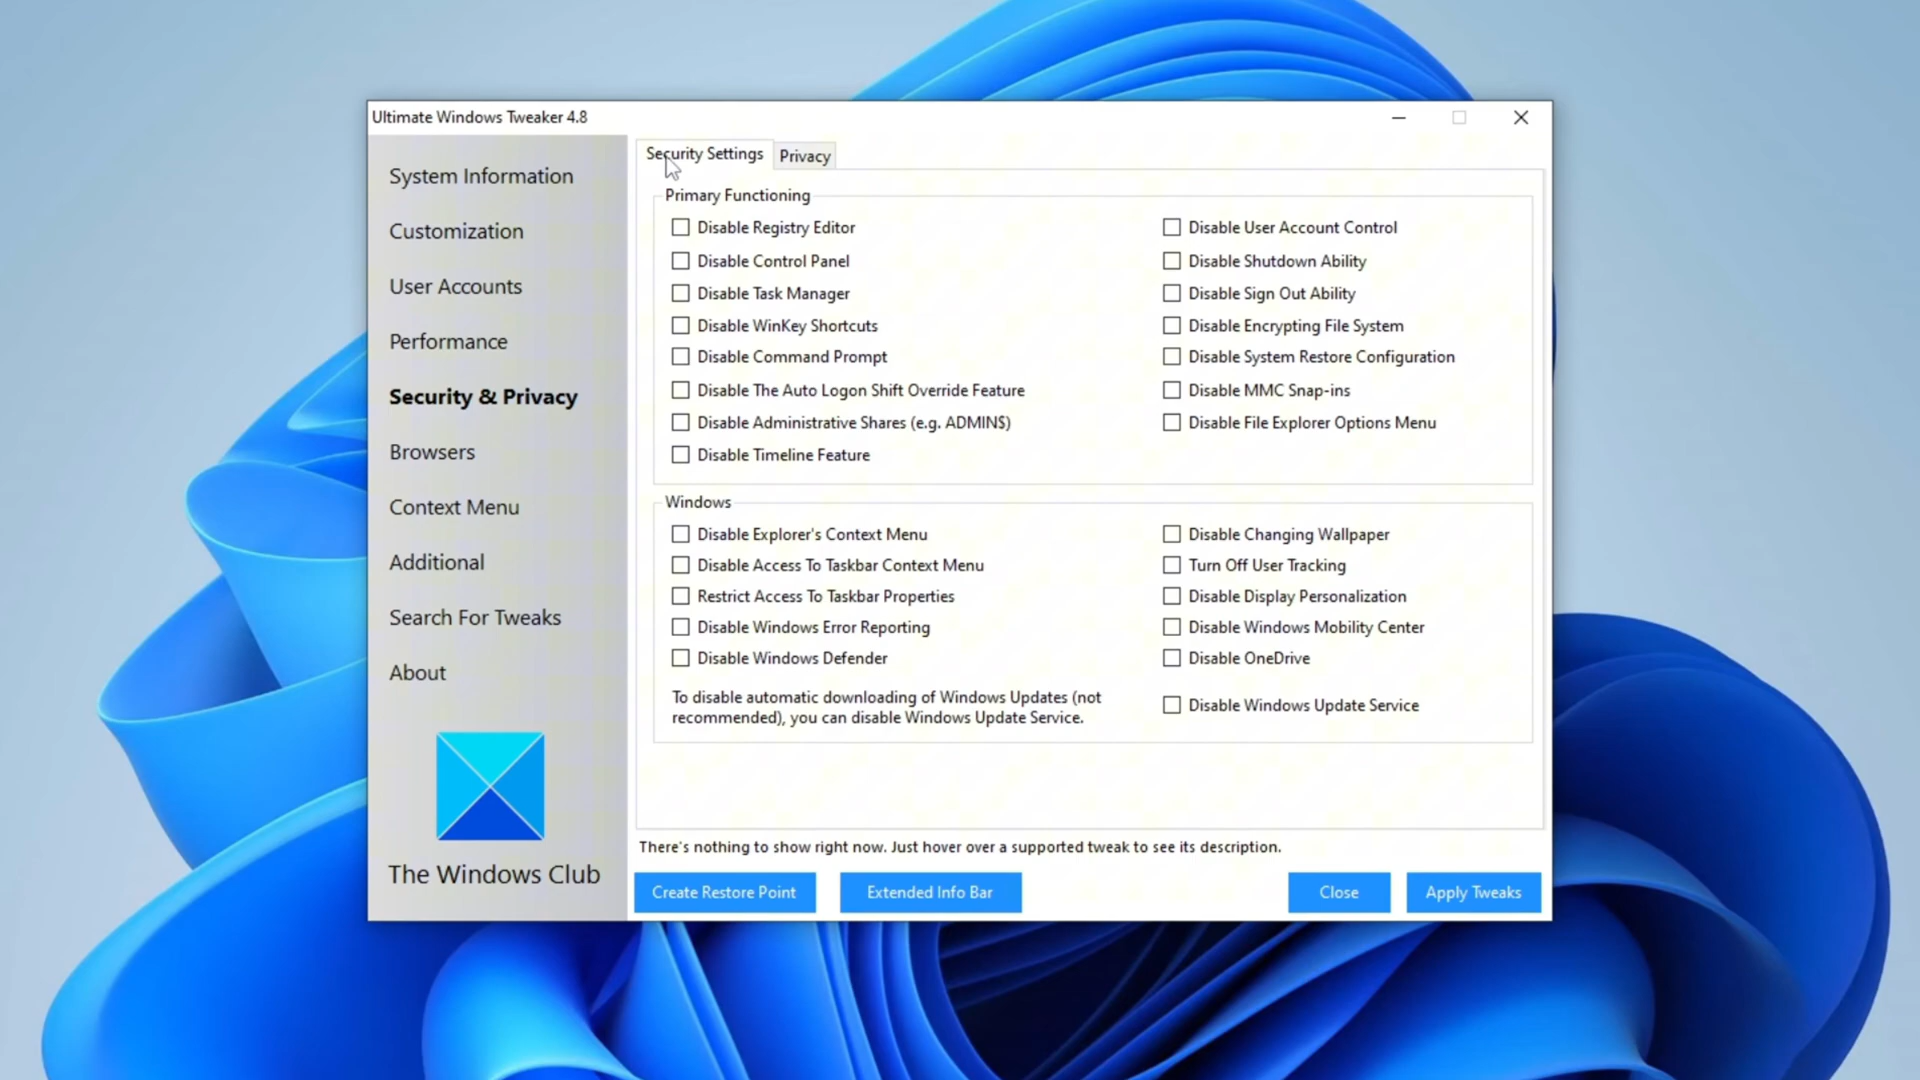 Ultimate Windows Tweaker 4.8
System Information
Customization
User Accounts
Performance
Security & Privacy
Browsers
Context Menu
Additional
Search For Tweaks
About
The Windows Club
Security Settings
Privacy
Primary Functioning
Disable Registry Editor
Disable Control Panel
Disable Task Manager
Disable WinKey Shortcuts
Disable Command Prompt
Disable The Auto Logon Shift Override Feature
Disable Administrative Shares (e.g. ADMIN$)
Disable Timeline Feature
Disable User Account Control
Disable Shutdown Ability
Disable Sign Out Ability
Disable Encrypting File System
Disable System Restore Configuration
Disable MMC Snap-ins
Disable File Explorer Options Menu
Windows
Disable Explorer's Context Menu
Disable Access To Taskbar Context Menu
Restrict Access To Taskbar Properties
Disable Windows Error Reporting
Disable Windows Defender
To disable automatic downloading of Windows Updates (not
recommended), you can disable Windows Update Service.
Disable Changing Wallpaper
Turn Off User Tracking
Disable Display Personalization
Disable Windows Mobility Center
Disable OneDrive
Disable Windows Update Service
There's nothing to show right now. Just hover over a supported tweak to see its description.
Create Restore Point
Extended Info Bar
Close
Apply Tweaks